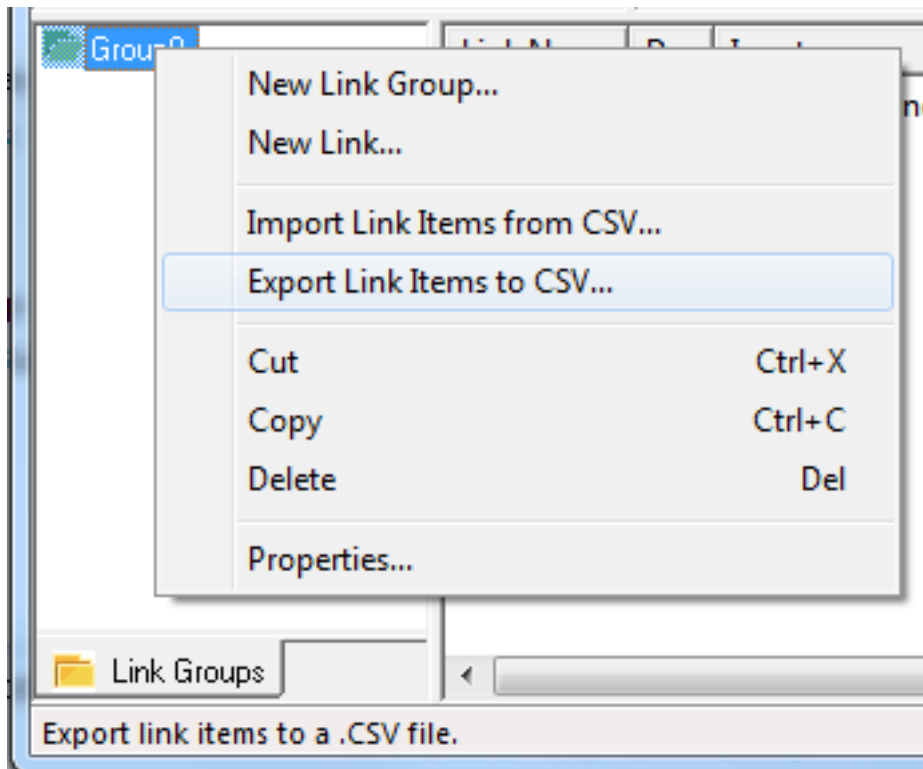 New Link Group...
New Link...
Import Link Items from CSV...
Export Link Items to CSV...
Cut Ctrl+X
Copy Ctrl+C
Delete Del
Properties...
Link Groups
Export link items to a .CSV file.